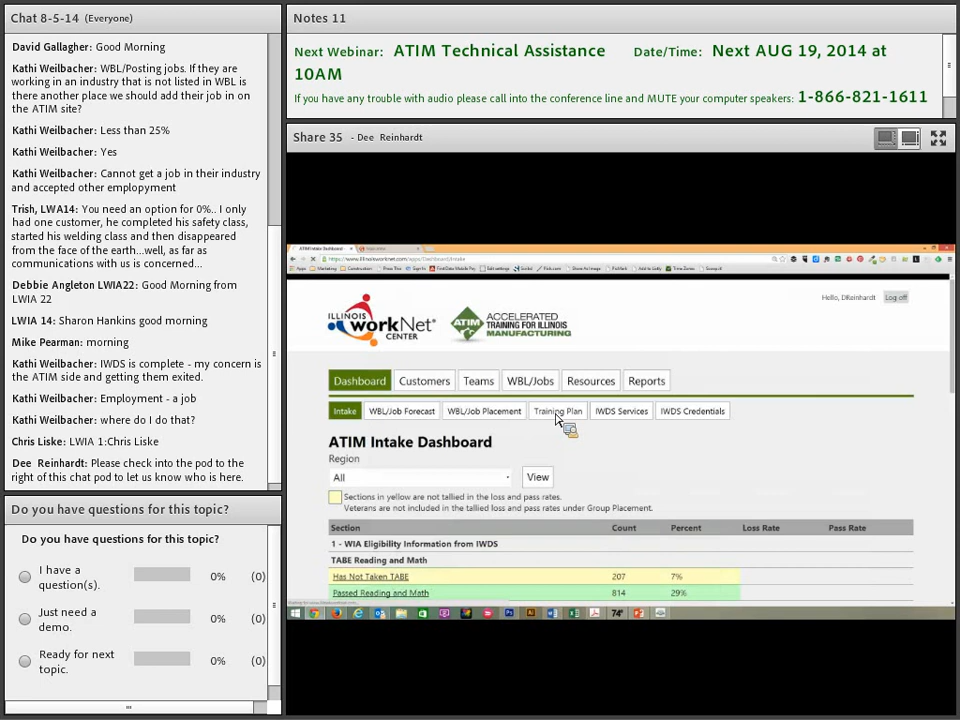 Chat 8-5-14 (Everyone)
David Gallagher: Good Morning
Kathi Weilbacher: WBL/Posting jobs. If they are
working in an industry that is not listed in WBL is
there another place we should add their job in on
the ATIM site?
Kathi Weilbacher: Less than 25%
Kathi Weilbacher: Yes
Kathi Weilbacher: Cannot get a job in their industry
and accepted other emplopyment
Trish, LWA14: You need an option for 0%.. I only
had one customer, he completed his safety class,
started his welding class and then disappeared
from the face of the earth...well, as far as
communications with us is concerned...
Debbie Angleton LWIA22: Good Morning from
LWIA 22
LWIA 14: Sharon Hankins good morning
Mike Pearman: morning
Kathi Weilbacher: IWDS is complete - my concern is
the ATIM side and getting them exited.
Kathi Weilbacher: Employment - a job
Kathi Weilbacher: where do I do that?
Chris Liske: LWIA 1:Chris Liske
Dee Reinhardt: Please check into the pod to the
right of this chat pod to let us know who is here.
Do you have questions for this topic?
Do you have questions for this topic?
I have a
question(s).
0% (0)
Just need a
demo.
0% (0)
Ready for next
topic.
0% (0)
Notes 11
Next Webinar: ATIM Technical Assistance Date/Time: Next AUG 19, 2014 at
10AM
If you have any trouble with audio please call into the conference line and MUTE your computer speakers: 1-866-821-1611
Share 35 - Dee Reinhardt
ATIM Intake Dashboard
Hello, DReinhardt Log off
ILLINOIS
workNet
CENTER
ATIM
ACCELERATED
TRAINING FOR ILLINOIS
MANUFACTURING
Dashboard Customers Teams WBL/Jobs Resources Reports
Intake WBL/Job Forecast WBL/Job Placement Training Plan IWDS Services IWDS Credentials
ATIM Intake Dashboard
Region
All View
Sections in yellow are not tallied in the loss and pass rates.
Veterans are not included in the tallied loss and pass rates under Group Placement.
Section Count Percent Loss Rate Pass Rate
1 - WIA Eligibility Information from IWDS
TABE Reading and Math
Has Not Taken TABE 207 7%
Passed Reading and Math 814 29%
74°